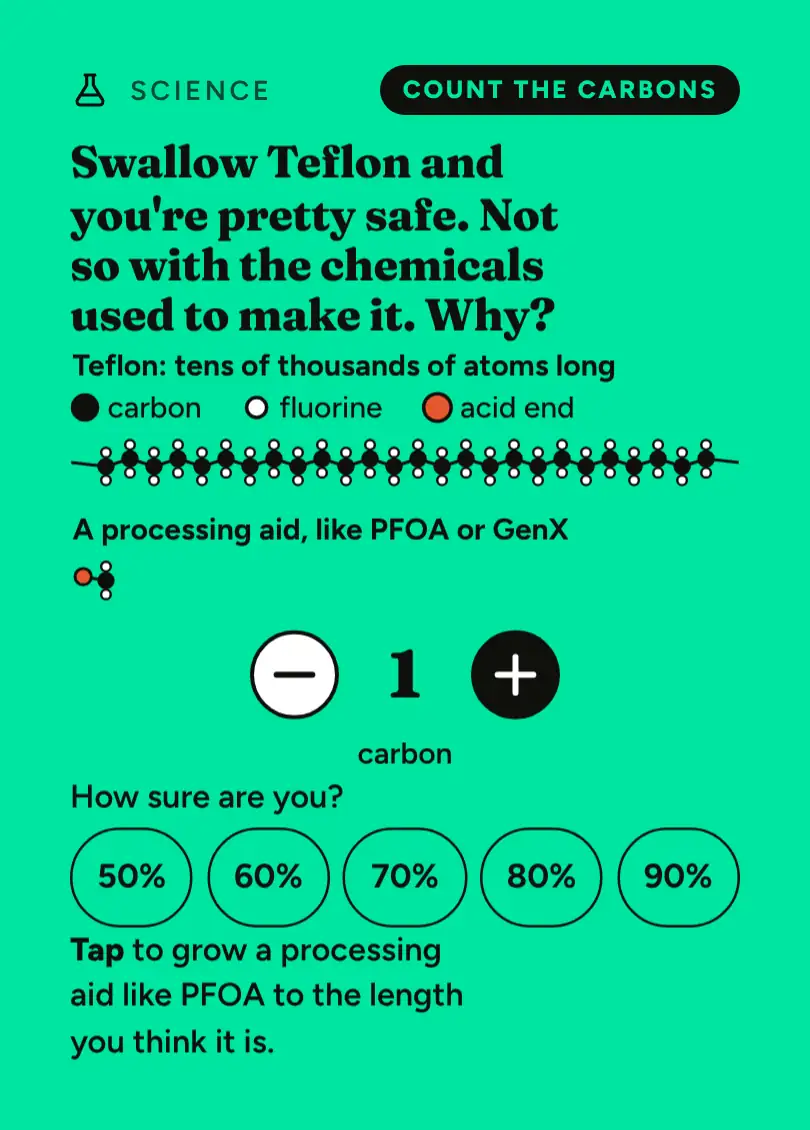 SCIENCE
COUNT THE CARBONS
Swallow Teflon and
you're pretty safe. Not
so with the chemicals
used to make it. Why?
Teflon: tens of thousands of atoms long
carbon fluorine acid end
A processing aid, like PFOA or GenX
1
carbon
How sure are you?
50% 60% 70% 80% 90%
Tap to grow a processing
aid like PFOA to the length
you think it is.